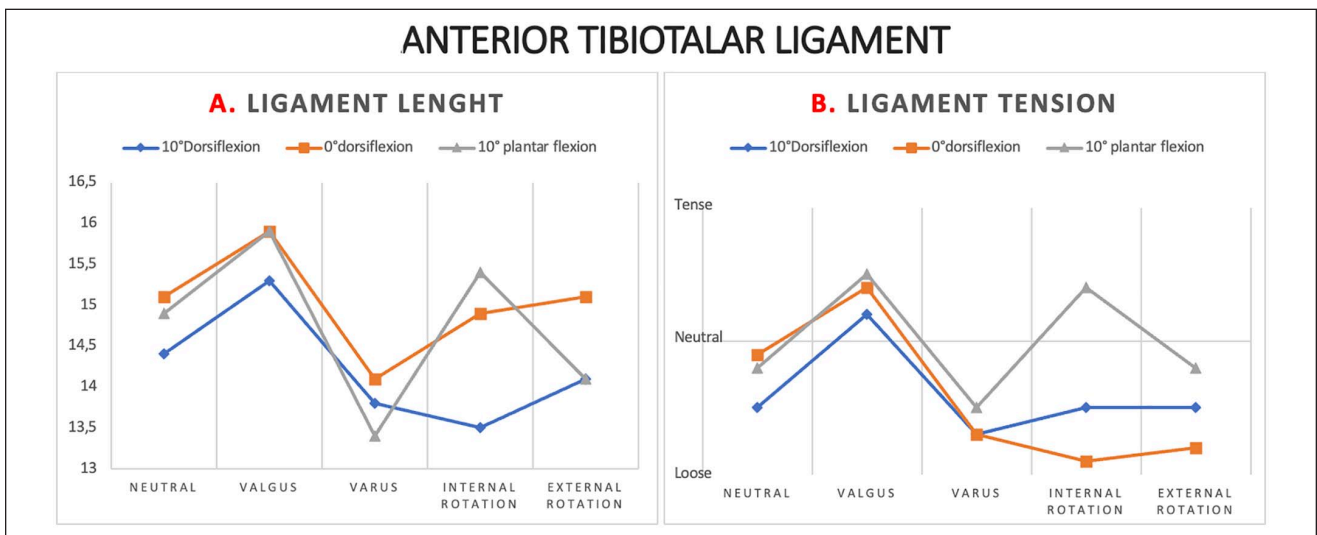 ANTERIOR TIBIOTALAR LIGAMENT
A. LIGAMENT LENGHT
10°Dorsiflexion
0°dorsiflexion
10° plantar flexion
16,5
16
15,5
15
14,5
14
13,5
13
NEUTRAL
VALGUS
VARUS
INTERNAL
ROTATION
EXTERNAL
ROTATION
B. LIGAMENT TENSION
10°Dorsiflexion
0°dorsiflexion
10° plantar flexion
Tense
Neutral
Loose
NEUTRAL
VALGUS
VARUS
INTERNAL
ROTATION
EXTERNAL
ROTATION